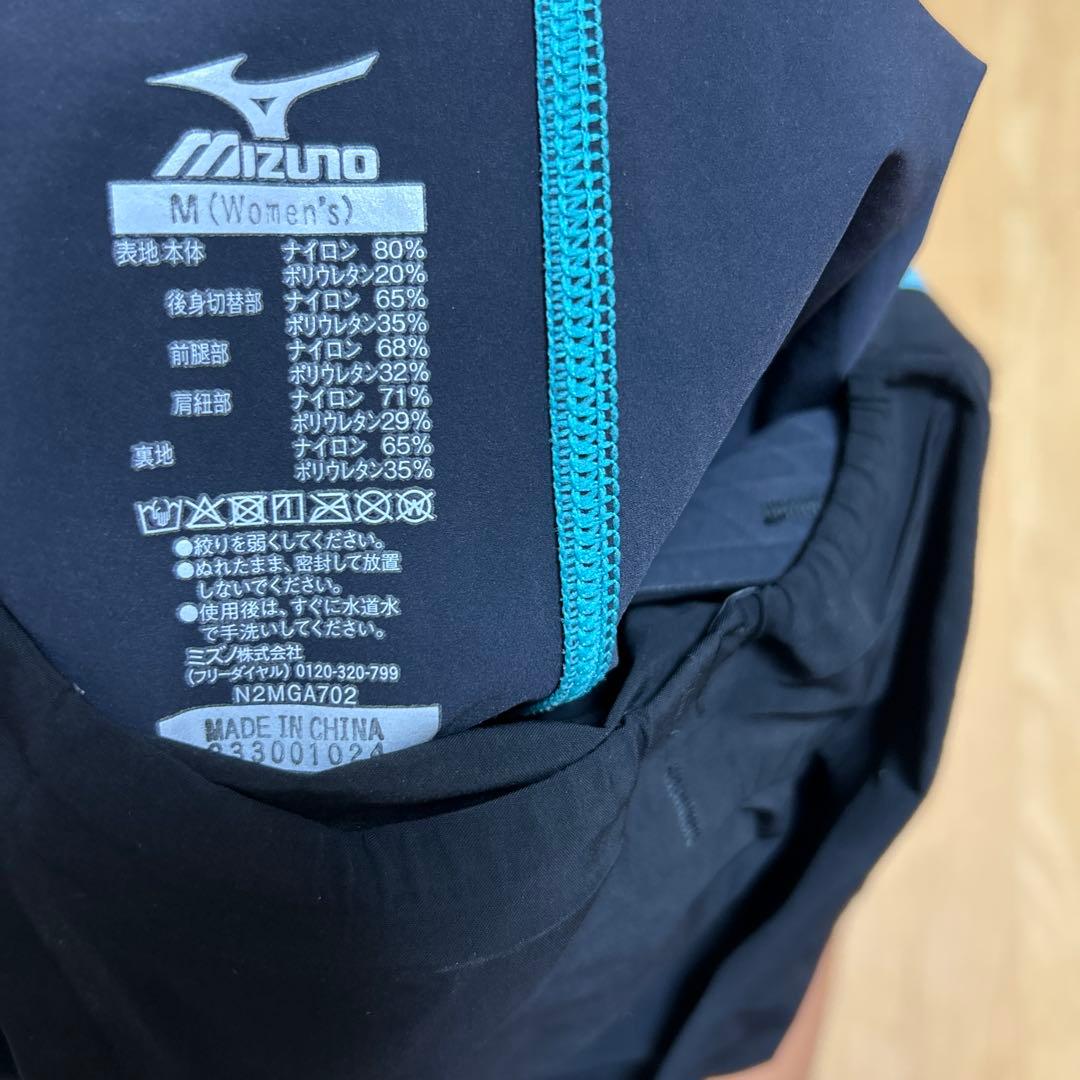 MIZUNO
M(Women's)
表地 本体 ナイロン 80%
ポリウレタン20%
後身切替部 ナイロン 65%
ポリウレタン35%
前腿部 ナイロン 68%
ポリウレタン32%
肩紐部 ナイロン 71%
ポリウレタン29%
裏地 ナイロン 65%
ポリウレタン35%
●絞りを弱くしてください。
●ぬれたまま、密封して放置
しないでください。
●使用後は、すぐに水道水
で手洗いしてください。
ミズノ株式会社
(フリーダイヤル) 0120-320-799
N2MGA702
MADE IN CHINA